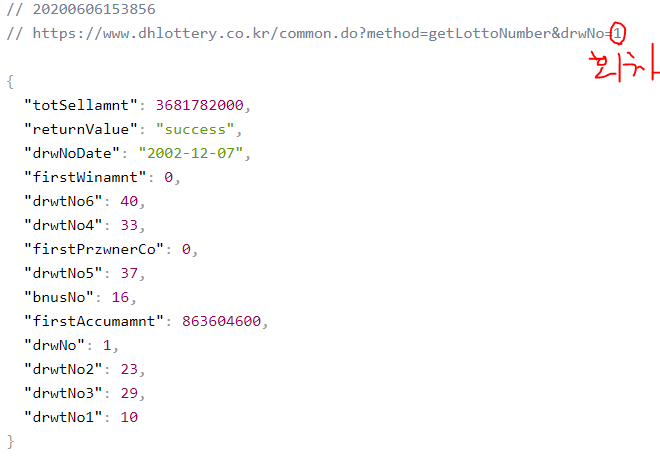 // 20200606153856
// https://www.dhlottery.co.kr/common.do?method=getLottoNumber&drwNo=1
회차
{
"totSellamnt": 3681782000,
"returnValue": "success",
"drwNoDate": "2002-12-07",
"firstWinamnt": 0,
"drwtNo6": 40,
"drwtNo4": 33,
"firstPrzwnerCo": 0,
"drwtNo5": 37,
"bnusNo": 16,
"firstAccumamnt": 863604600,
"drwNo": 1,
"drwtNo2": 23,
"drwtNo3": 29,
"drwtNo1": 10
}